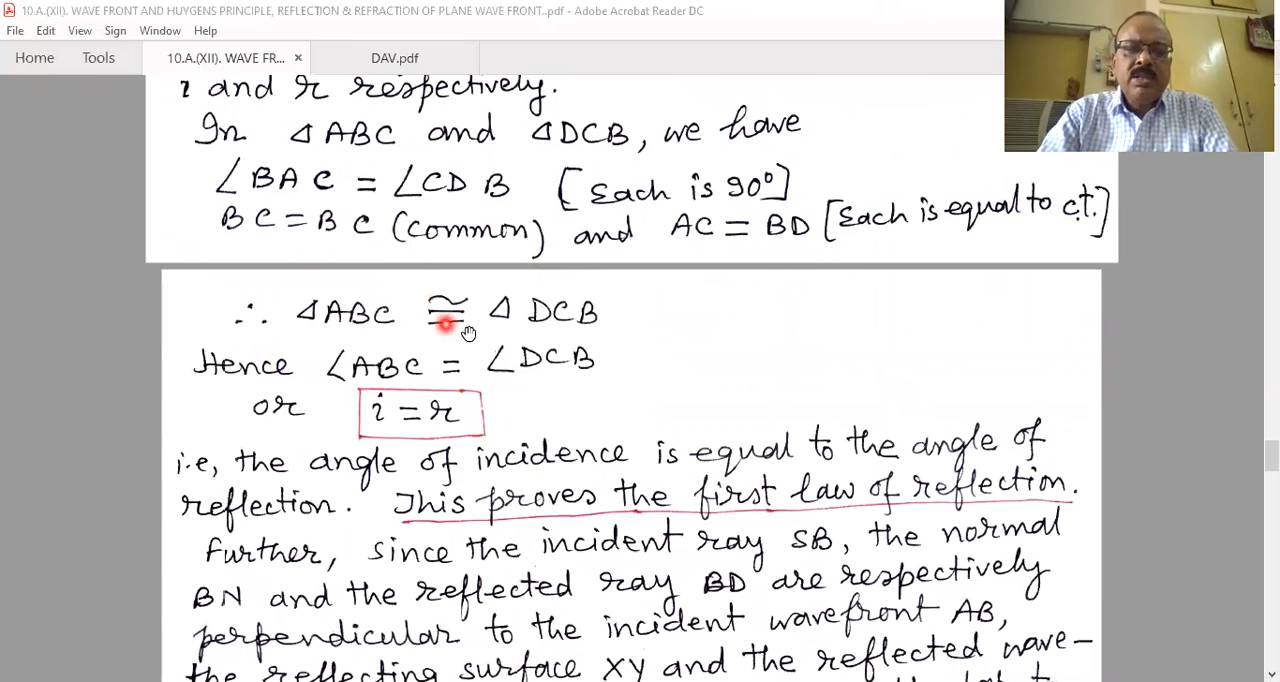 10.A.(XII). WAVE FRONT AND HUYGENS PRINCIPLE, REFLECTION & REFRACTION OF PLANE WAVE FRONT..pdf - Adobe Acrobat Reader DC
File Edit View Sign Window Help
Home Tools 10.A.(XII). WAVE FR... × DAV.pdf
i and r respectively.
In ⊿ABC and ⊿DCB, we have
∠BAC = ∠CDB [Each is 90°]
BC = BC (common) and AC = BD [Each is equal to c.t.]
∴ ⊿ABC ≅ ⊿DCB
Hence ∠ABC = ∠DCB
or i = r
i.e, the angle of incidence is equal to the angle of
reflection. This proves the first law of reflection.
Further, since the incident ray SB, the normal
BN and the reflected ray BD are respectively
perpendicular to the incident wavefront AB,
the reflecting surface XY and the reflected wave-